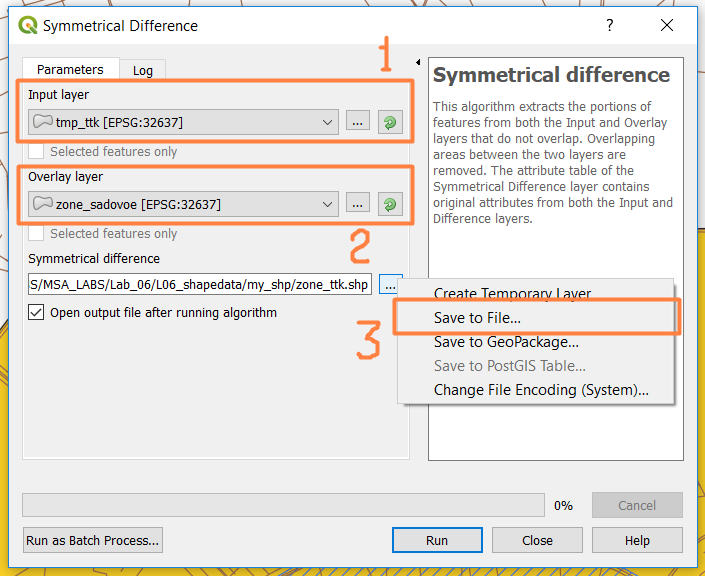 Symmetrical Difference
?
1
Parameters
Log
Input layer
tmp_ttk [EPSG:32637]
...
Selected features only
Overlay layer
zone_sadovoe [EPSG:32637]
...
Selected features only
2
Symmetrical difference
S/MSA_LABS/Lab_06/L06_shapedata/my_shp/zone_ttk.shp
...
Open output file after running algorithm
3
Create Temporary Layer
Save to File...
Save to GeoPackage...
Save to PostGIS Table...
Change File Encoding (System)...
Symmetrical difference
This algorithm extracts the portions of
features from both the Input and Overlay
layers that do not overlap. Overlapping
areas between the two layers are
removed. The attribute table of the
Symmetrical Difference layer contains
original attributes from both the Input and
Difference layers.
0%
Cancel
Run as Batch Process...
Run
Close
Help